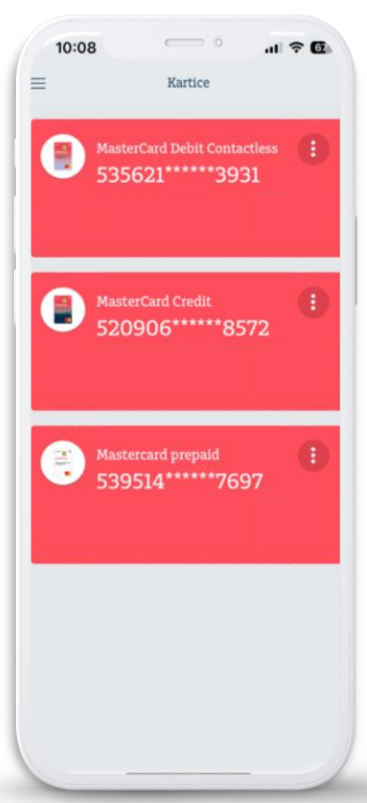 10:08
Kartice
MasterCard Debit Contactless
535621******3931
MasterCard Credit
520906******8572
Mastercard prepaid
539514******7697